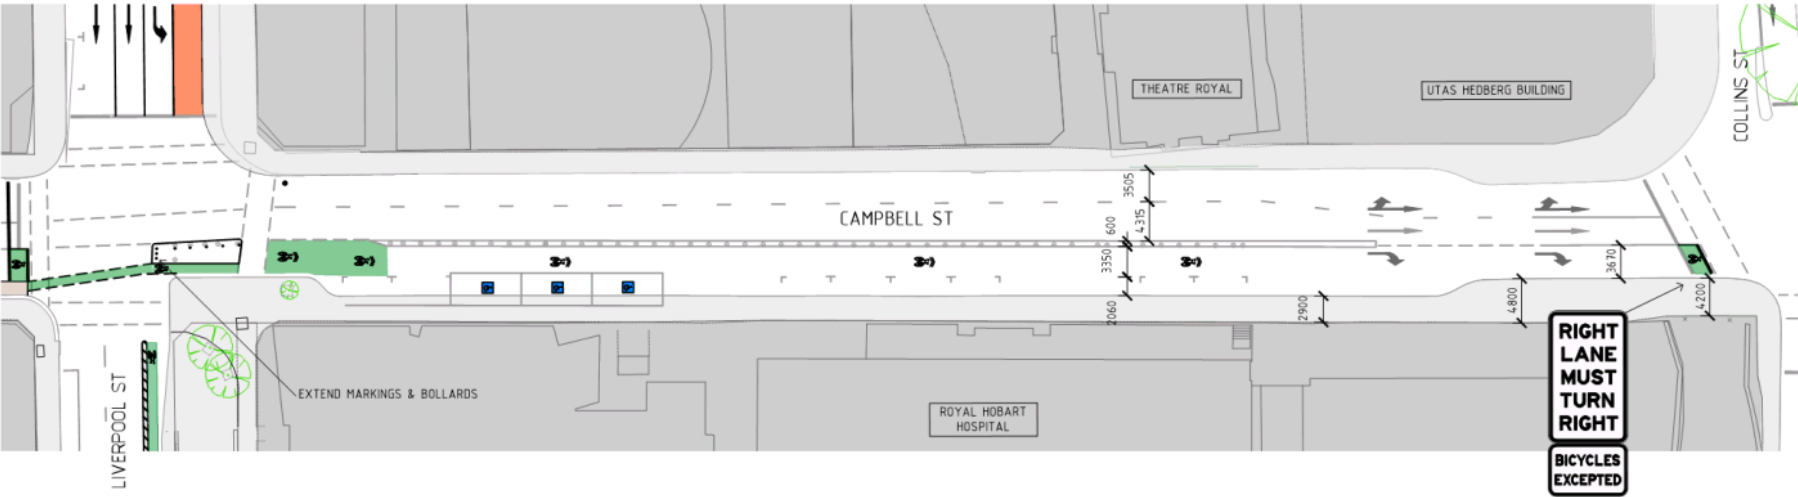 THEATRE ROYAL
UTAS HEDBERG BUILDING
COLLINS ST
CAMPBELL ST
3505
4315
600
3350
2060
2900
4800
3670
4200
EXTEND MARKINGS & BOLLARDS
LIVERPOOL ST
ROYAL HOBART
HOSPITAL
RIGHT
LANE
MUST
TURN
RIGHT
BICYCLES
EXCEPTED